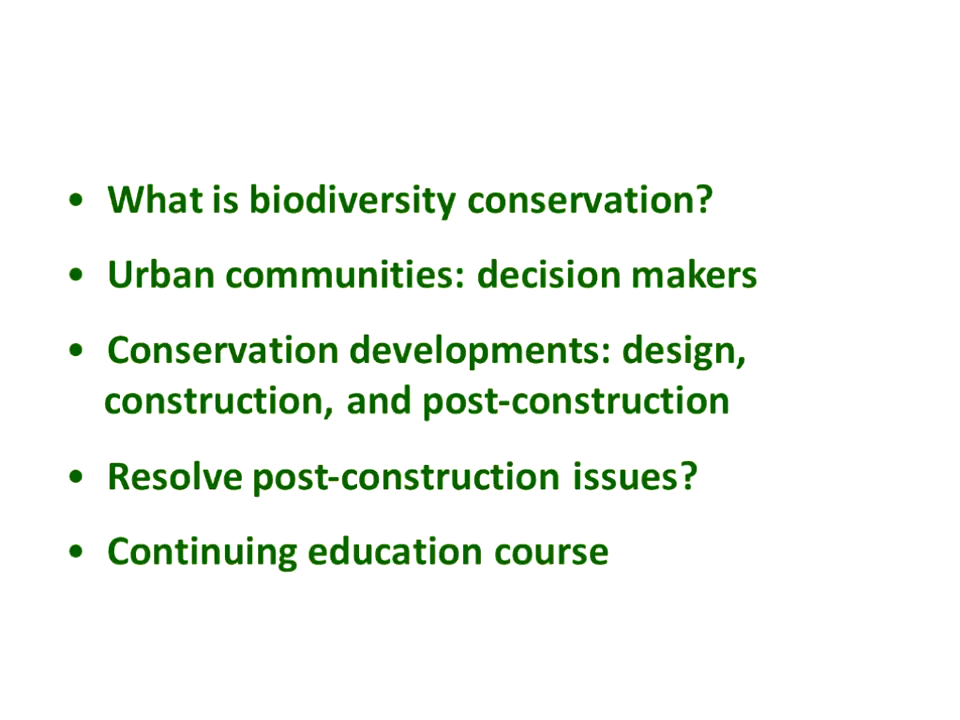 • What is biodiversity conservation?
• Urban communities: decision makers
• Conservation developments: design,
construction, and post-construction
• Resolve post-construction issues?
• Continuing education course